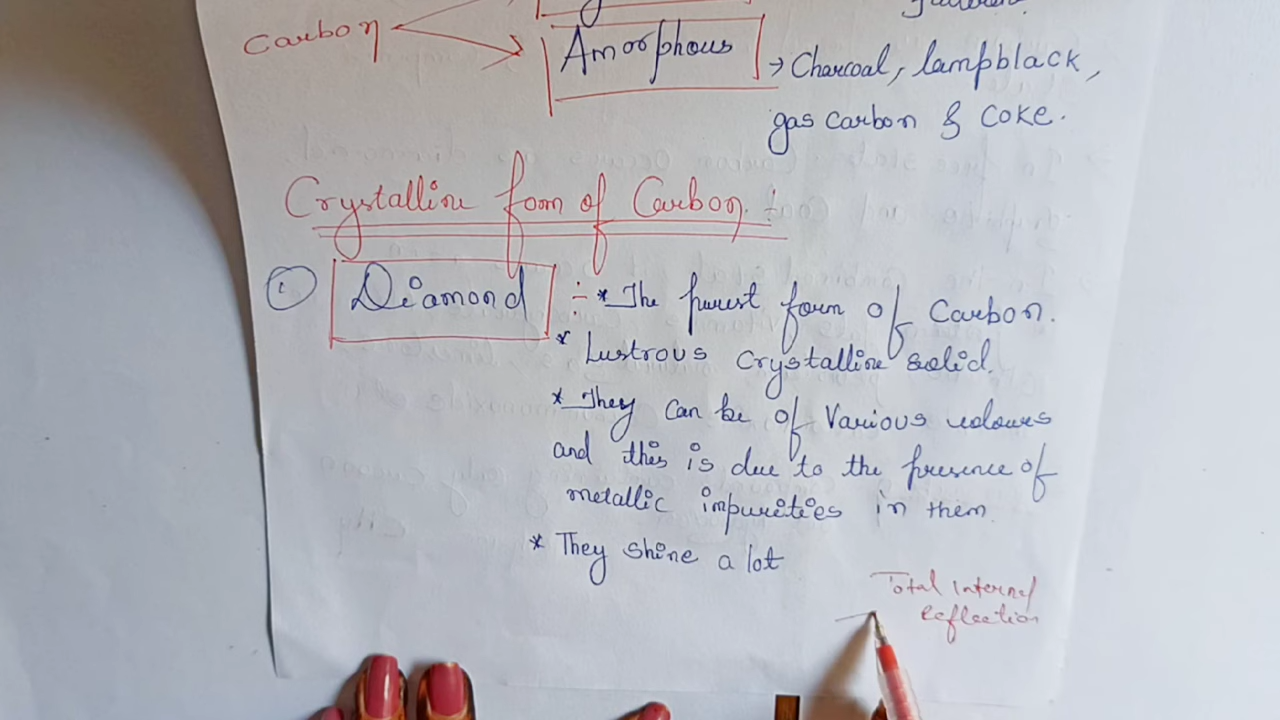 Carbon
Amorphous → Charcoal, lampblack,
gas carbon & Coke.
Crystalline form of Carbon.
① Diamond ÷ * The purest form of Carbon.
* Lustrous crystalline solid.
* They can be of various colours
and this is due to the presence of
metallic impurities in them
* They shine a lot
Total internal
Reflection